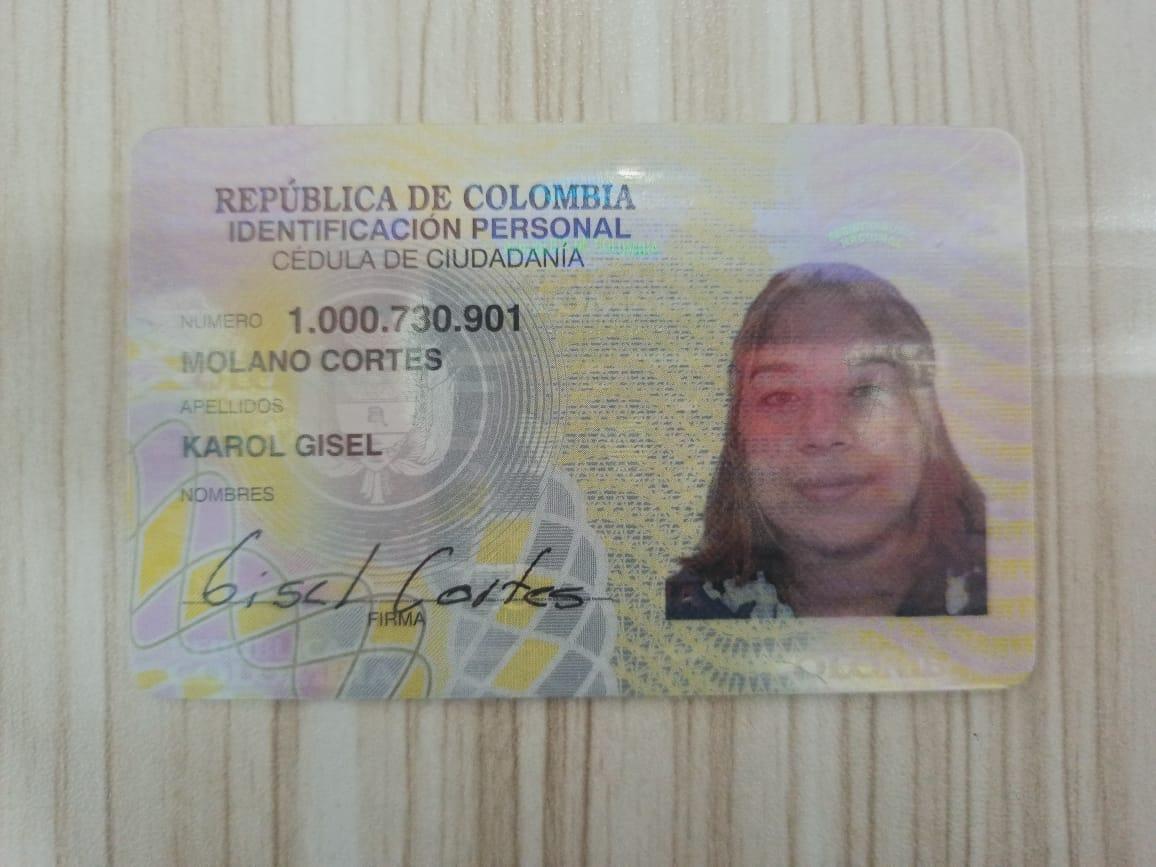 REPÚBLICA DE COLOMBIA
IDENTIFICACIÓN PERSONAL
CÉDULA DE CIUDADANÍA
NUMERO 1.000.730.901
MOLANO CORTES
APELLIDOS
KAROL GISEL
NOMBRES
Gisel Cortes
FIRMA